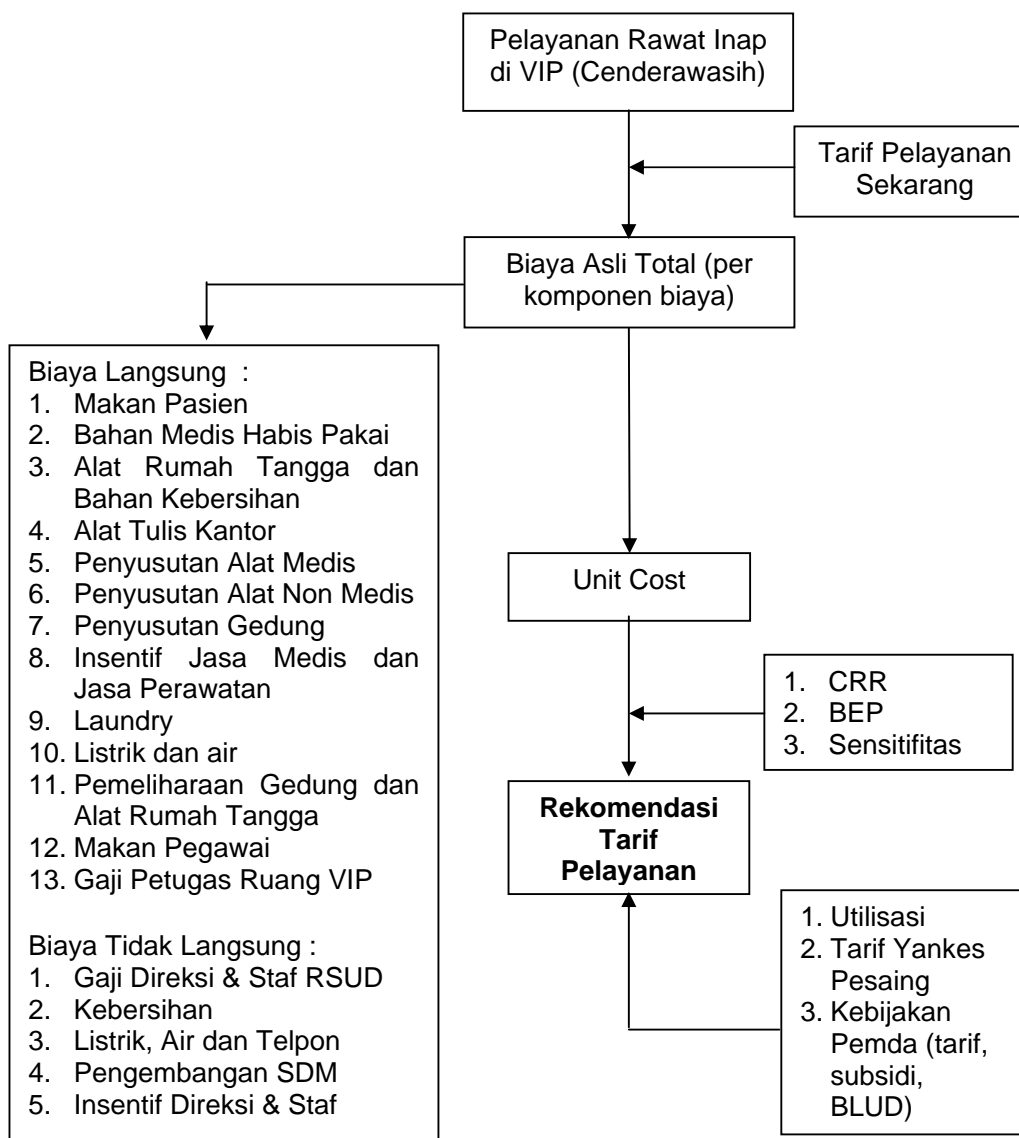 Pelayanan Rawat Inap
di VIP (Cenderawasih)
Tarif Pelayanan
Sekarang
Biaya Asli Total (per
komponen biaya)
Biaya Langsung :
1. Makan Pasien
2. Bahan Medis Habis Pakai
3. Alat Rumah Tangga dan
Bahan Kebersihan
4. Alat Tulis Kantor
5. Penyusutan Alat Medis
6. Penyusutan Alat Non Medis
7. Penyusutan Gedung
8. Insentif Jasa Medis dan
Jasa Perawatan
9. Laundry
10. Listrik dan air
11. Pemeliharaan Gedung dan
Alat Rumah Tangga
12. Makan Pegawai
13. Gaji Petugas Ruang VIP
Biaya Tidak Langsung :
1. Gaji Direksi & Staf RSUD
2. Kebersihan
3. Listrik, Air dan Telpon
4. Pengembangan SDM
5. Insentif Direksi & Staf
Unit Cost
1. CRR
2. BEP
3. Sensitifitas
Rekomendasi
Tarif
Pelayanan
1. Utilisasi
2. Tarif Yankes
Pesaing
3. Kebijakan
Pemda (tarif,
subsidi,
BLUD)